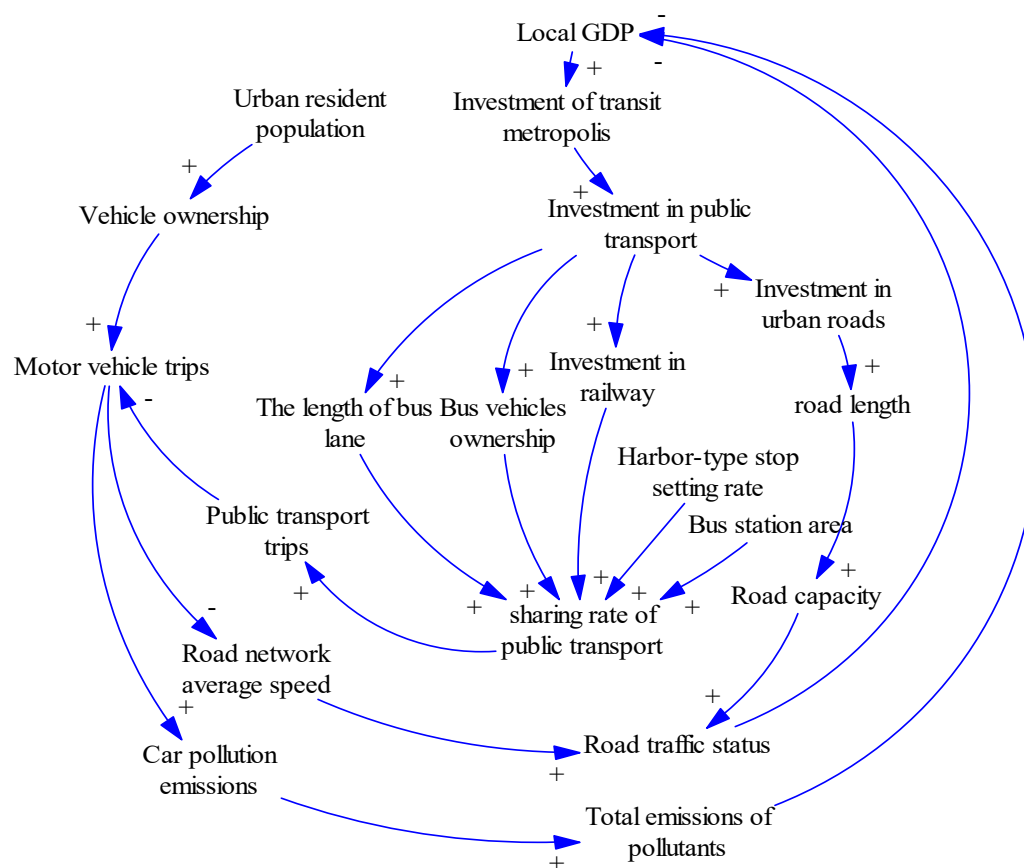 -
Local GDP
-
+
Urban resident
population
Investment of transit
metropolis
+
+
Vehicle ownership
Investment in public
transport
+
Investment in
urban roads
+
+
Motor vehicle trips
-
Investment in
railway
+
+
+
road length
The length of bus
lane
Bus vehicles
ownership
Harbor-type stop
setting rate
Public transport
trips
Bus station area
+
+
+
+
+
+
+
Road capacity
sharing rate of
public transport
-
Road network
average speed
+
+
Road traffic status
+
Car pollution
emissions
Total emissions of
pollutants
+